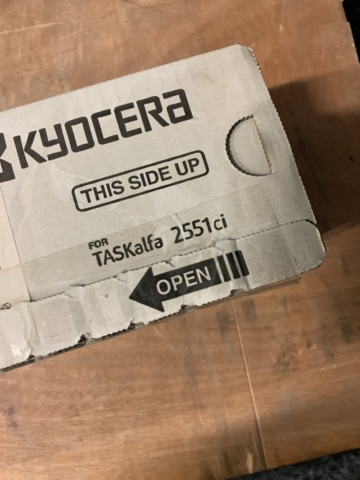 KYOCERa
THIS SIDE UP
FOR
TASKalfa 2551ci
OPEN